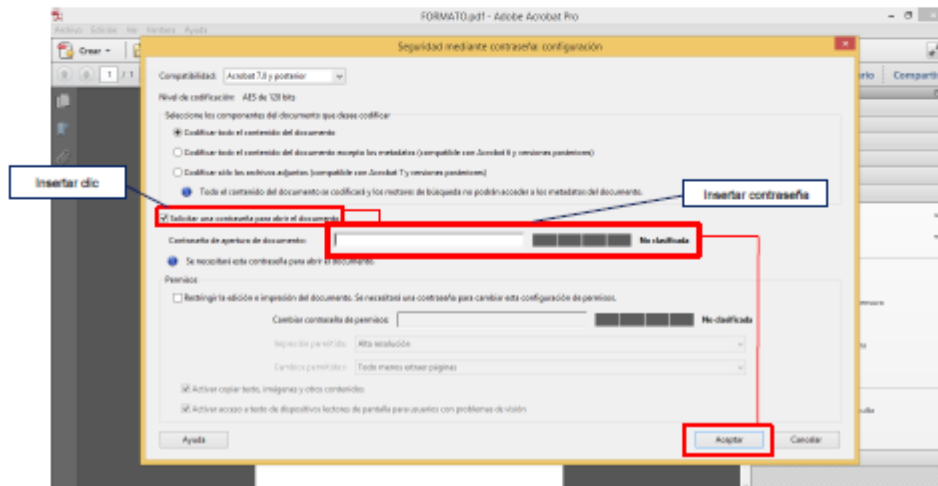 FORMATO.pdf - Adobe Acrobat Pro
Archivo Edición Ver Ventana Ayuda
Crear
1 / 1
Compartir
Seguridad mediante contraseña: configuración
Compatibilidad: Acrobat 7.0 y posterior
Nivel de codificación: AES de 128 bits
Seleccione los componentes del documento que desea codificar
Codificar todo el contenido del documento
Codificar todo el contenido del documento excepto los metadatos (compatible con Acrobat 6 y versiones posteriores)
Codificar sólo los archivos adjuntos (compatible con Acrobat 7 y versiones posteriores)
Todo el contenido del documento se codificará y los motores de búsqueda no podrán acceder a los metadatos del documento.
Insertar clic
Insertar contraseña
Solicitar una contraseña para abrir el documento
Contraseña de apertura de documento:
No clasificada
Se necesitará esta contraseña para abrir el documento.
Permisos
Restringir la edición e impresión del documento. Se necesitará una contraseña para cambiar esta configuración de permisos.
Cambiar contraseña de permisos:
No clasificada
Impresión permitida: Alta resolución
Cambios permitidos: Todo menos extraer páginas
Activar copiar texto, imágenes y otros contenidos
Activar acceso a texto de dispositivos lectores de pantalla para usuarios con problemas de visión
Ayuda
Aceptar
Cancelar